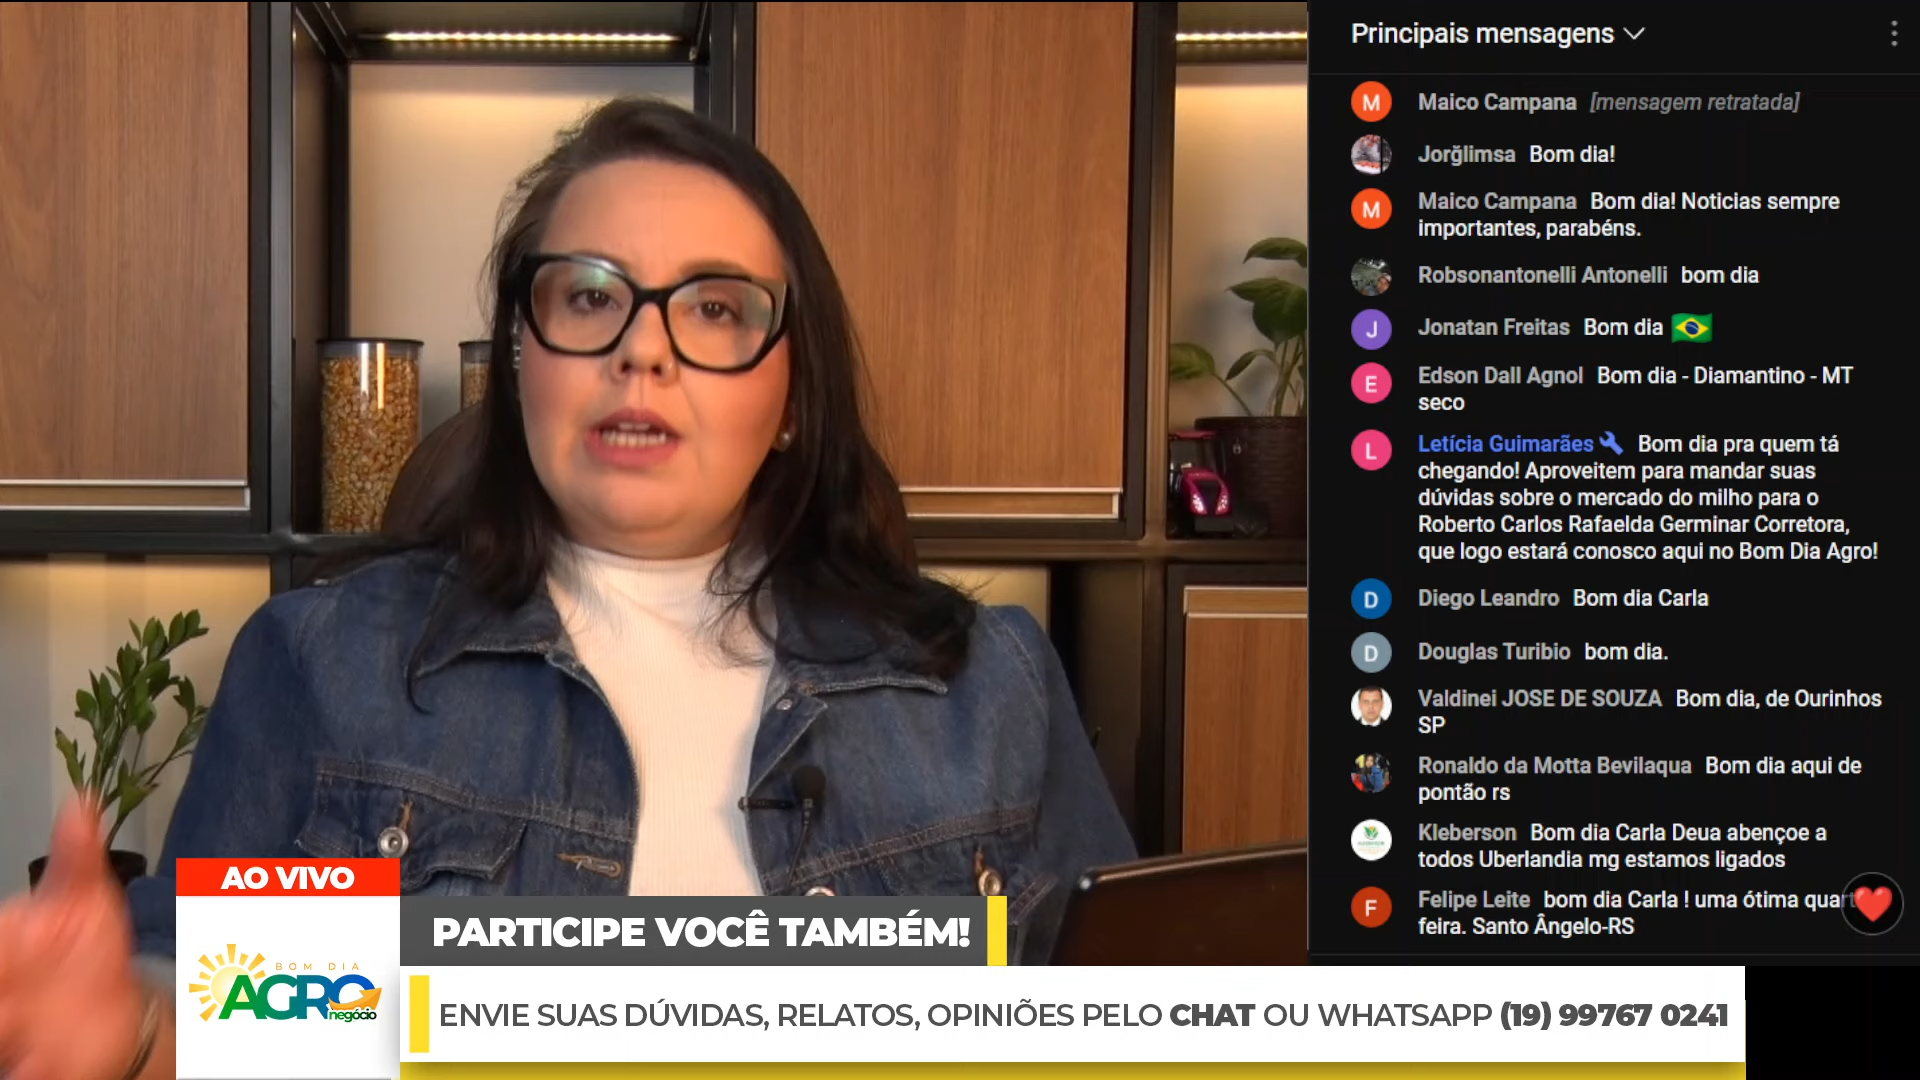 Principais mensagens
M
Maico Campana [mensagem retratada]
Jorğlimsa Bom dia!
M
Maico Campana Bom dia! Noticias sempre
importantes, parabéns.
Robsonantonelli Antonelli bom dia
J
Jonatan Freitas Bom dia
E
Edson Dall Agnol Bom dia - Diamantino - MT
seco
L
Letícia Guimarães Bom dia pra quem tá
chegando! Aproveitem para mandar suas
dúvidas sobre o mercado do milho para o
Roberto Carlos Rafaelda Germinar Corretora,
que logo estará conosco aqui no Bom Dia Agro!
D
Diego Leandro Bom dia Carla
D
Douglas Turibio bom dia.
Valdinei JOSE DE SOUZA Bom dia, de Ourinhos
SP
Ronaldo da Motta Bevilaqua Bom dia aqui de
pontão rs
Kleberson Bom dia Carla Deua abençoe a
todos Uberlandia mg estamos ligados
F
Felipe Leite bom dia Carla ! uma ótima quar
feira. Santo Ângelo-RS
AO VIVO
PARTICIPE VOCÊ TAMBÉM!
BOM DIA
AGRO
negócio
ENVIE SUAS DÚVIDAS, RELATOS, OPINIÕES PELO CHAT OU WHATSAPP (19) 99767 0241